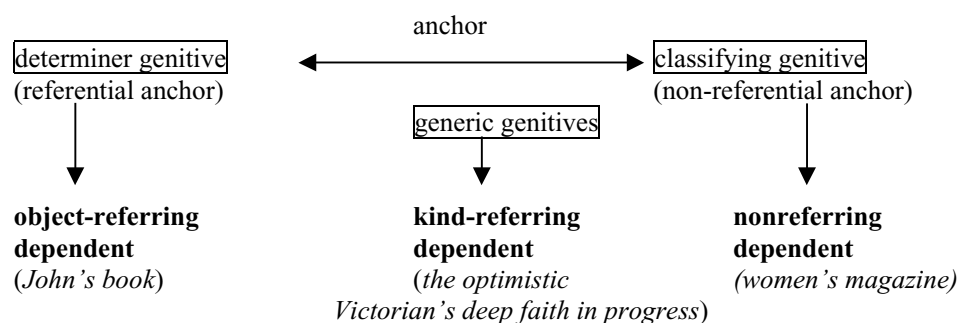 anchor
determiner genitive classifying genitive
(referential anchor) (non-referential anchor)
generic genitives
object-referring kind-referring nonreferring
dependent dependent dependent
(John’s book) (the optimistic (women’s magazine)
Victorian’s deep faith in progress)